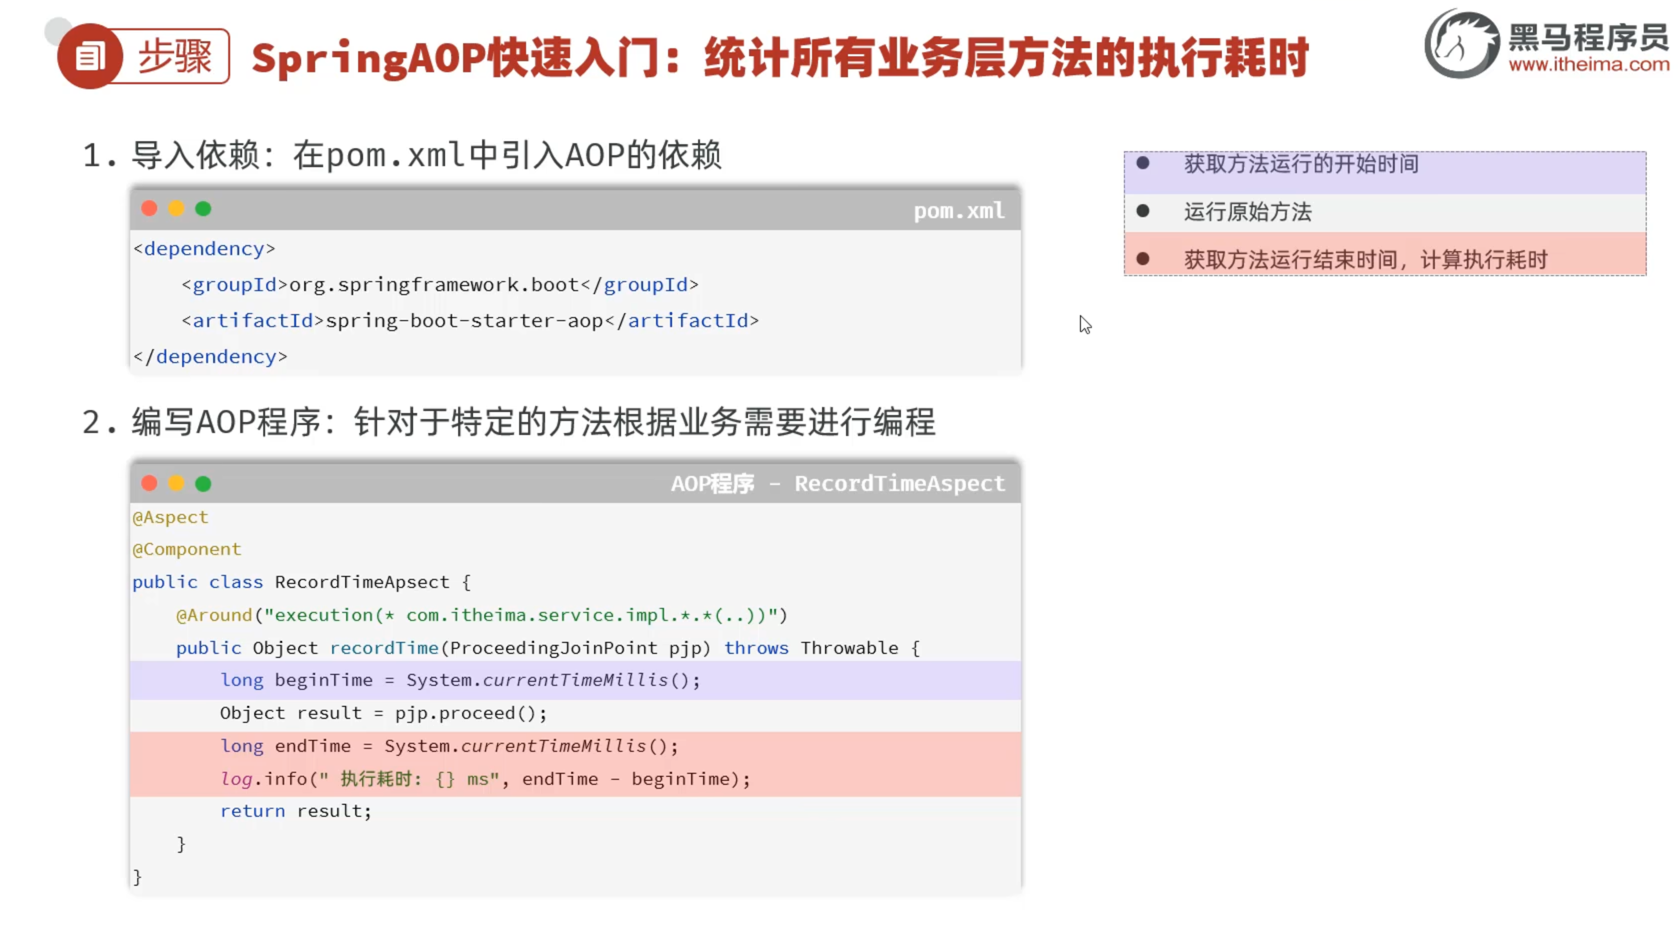 步骤
SpringAOP快速入门：统计所有业务层方法的执行耗时
黑马程序员
www.itheima.com
1. 导入依赖：在pom.xml中引入AOP的依赖
pom.xml
<dependency>
    <groupId>org.springframework.boot</groupId>
    <artifactId>spring-boot-starter-aop</artifactId>
</dependency>
● 获取方法运行的开始时间
● 运行原始方法
● 获取方法运行结束时间，计算执行耗时
2. 编写AOP程序：针对于特定的方法根据业务需要进行编程
AOP程序 - RecordTimeAspect
@Aspect
@Component
public class RecordTimeApsect {
    @Around("execution(* com.itheima.service.impl.*.*(..))")
    public Object recordTime(ProceedingJoinPoint pjp) throws Throwable {
        long beginTime = System.currentTimeMillis();
        Object result = pjp.proceed();
        long endTime = System.currentTimeMillis();
        log.info(" 执行耗时: {} ms", endTime - beginTime);
        return result;
    }
}